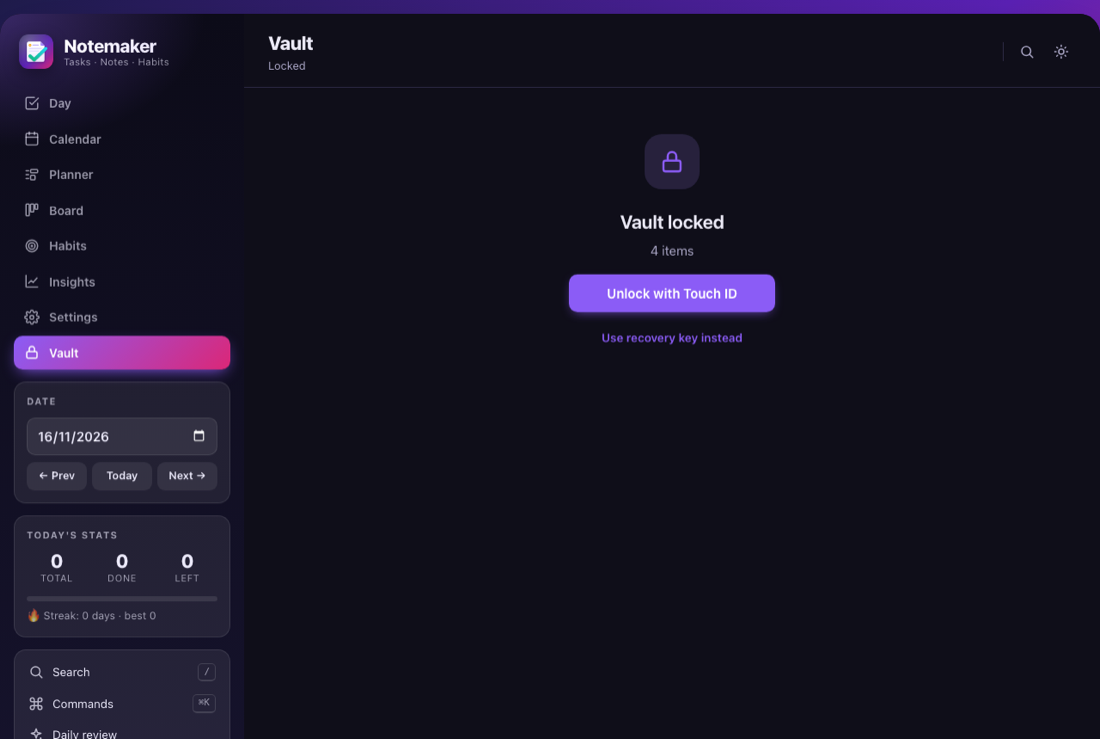 Notemaker
Tasks · Notes · Habits
Day
Calendar
Planner
Board
Habits
Insights
Settings
Vault
DATE
16/11/2026
← Prev
Today
Next →
TODAY'S STATS
0
0
0
TOTAL
DONE
LEFT
🔥 Streak: 0 days · best 0
Search /
Commands ⌘K
Daily review
Vault
Locked
Vault locked
4 items
Unlock with Touch ID
Use recovery key instead